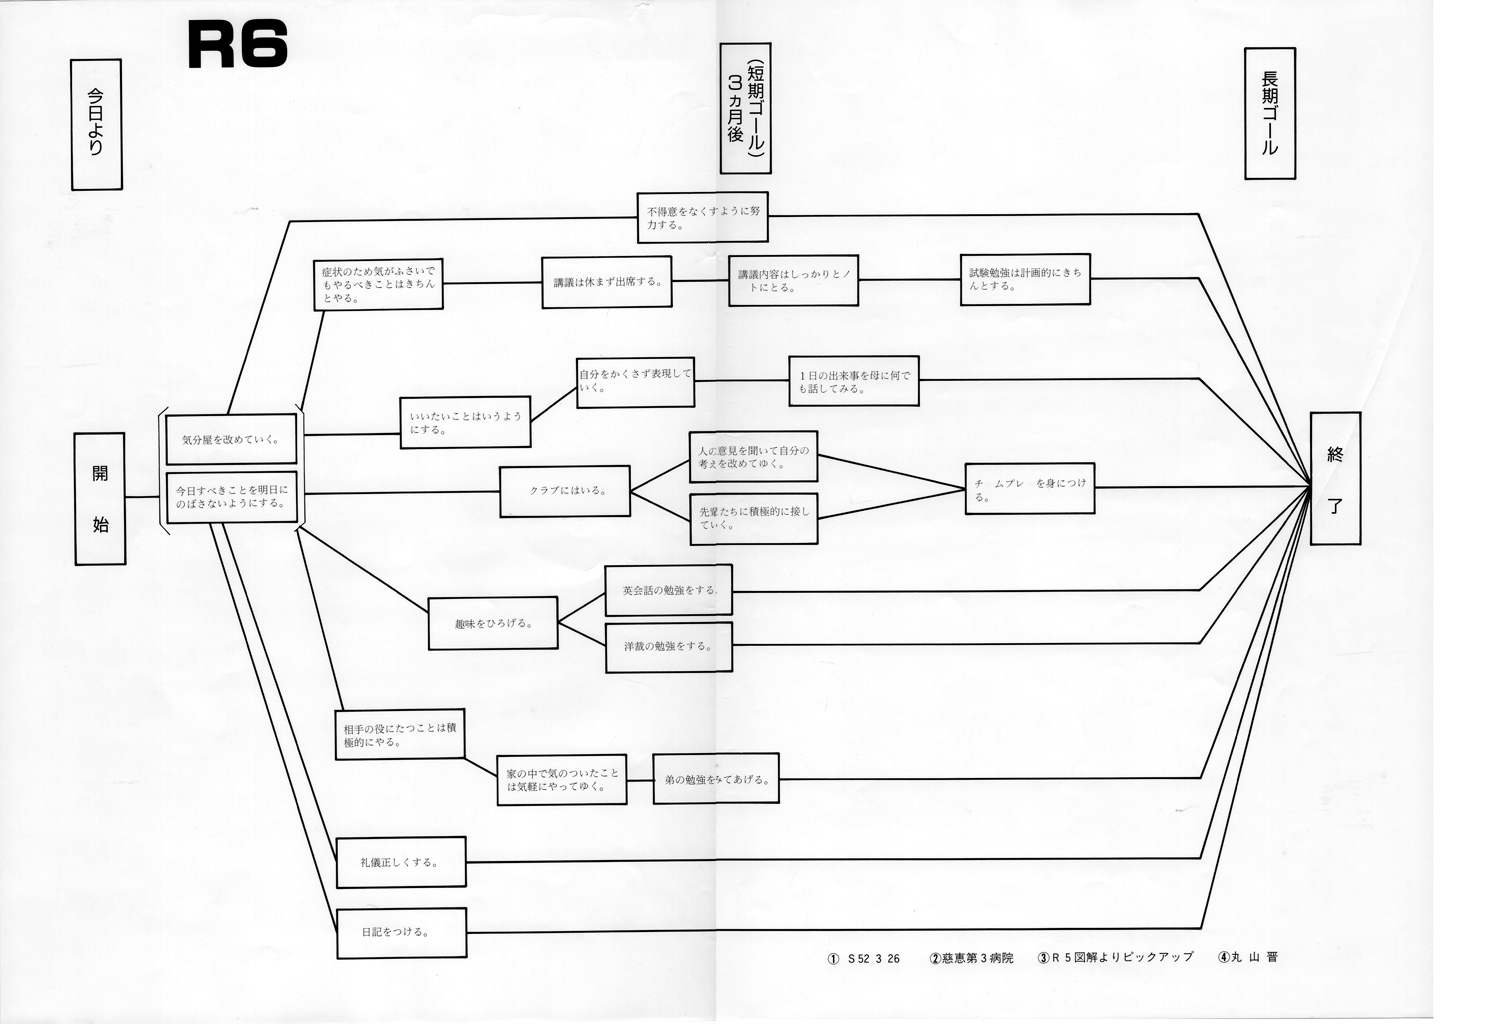 R6
今日より
(短期ゴール)
3ヵ月後
長期ゴール
不得意をなくすように努
力する。
症状のため気がふさいで
もやるべきことはきちん
とやる。
講議は休まず出席する。
講議内容はしっかりとノ
トにとる。
試験勉強は計画的にきち
んとする。
自分をかくさず表現して
いく。
1日の出来事を母に何で
も話してみる。
いいたいことはいうよう
にする。
気分屋を改めていく。
今日すべきことを明日に
のばさないようにする。
開始
終了
クラブにはいる。
人の意見を聞いて自分の
考えを改めてゆく。
先輩たちに積極的に接し
ていく。
チ ムプレ を身につけ
る。
趣味をひろげる。
英会話の勉強をする。
洋裁の勉強をする。
相手の役にたつことは積
極的にやる。
家の中で気のついたこと
は気軽にやってゆく。
弟の勉強をみてあげる。
礼儀正しくする。
日記をつける。
① S52 3 26 ②慈恵第3病院 ③R5図解よりピックアップ ④丸山晋